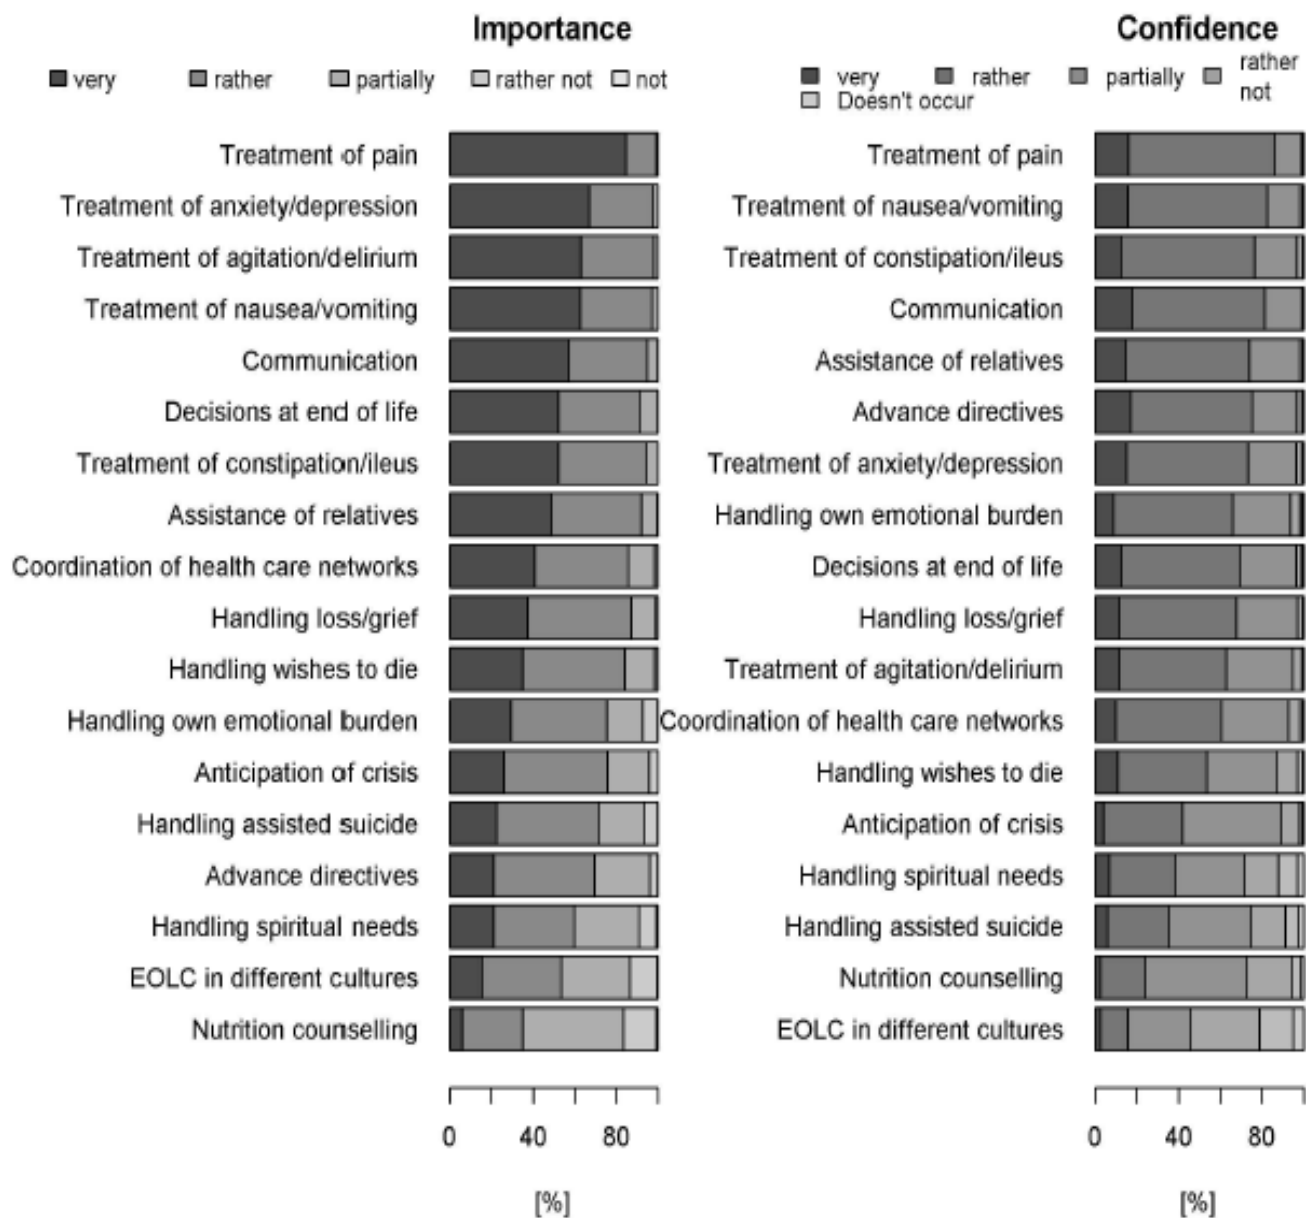 Importance
very rather partially rather not not
Treatment of pain
Treatment of anxiety/depression
Treatment of agitation/delirium
Treatment of nausea/vomiting
Communication
Decisions at end of life
Treatment of constipation/ileus
Assistance of relatives
Coordination of health care networks
Handling loss/grief
Handling wishes to die
Handling own emotional burden
Anticipation of crisis
Handling assisted suicide
Advance directives
Handling spiritual needs
EOLC in different cultures
Nutrition counselling
0 40 80
[%]
Confidence
very rather partially rather not
Doesn't occur
Treatment of pain
Treatment of nausea/vomiting
Treatment of constipation/ileus
Communication
Assistance of relatives
Advance directives
Treatment of anxiety/depression
Handling own emotional burden
Decisions at end of life
Handling loss/grief
Treatment of agitation/delirium
Coordination of health care networks
Handling wishes to die
Anticipation of crisis
Handling spiritual needs
Handling assisted suicide
Nutrition counselling
EOLC in different cultures
0 40 80
[%]